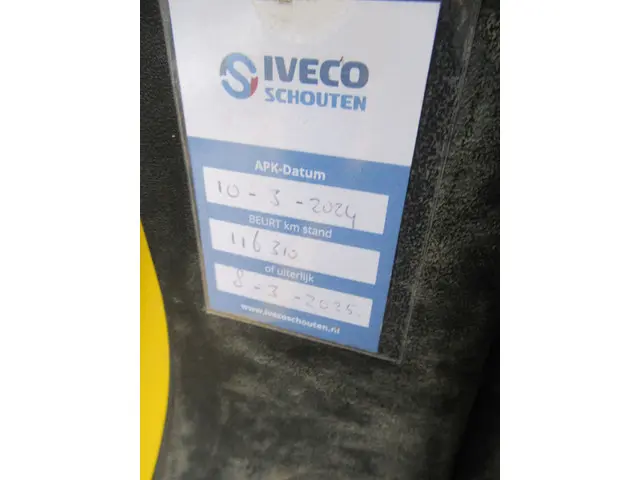 IVECO
SCHOUTEN
APK-Datum
10-3-2024
BEURT km stand
116310
of uiterlijk
8-3-2025
www.ivecoschouten.nl